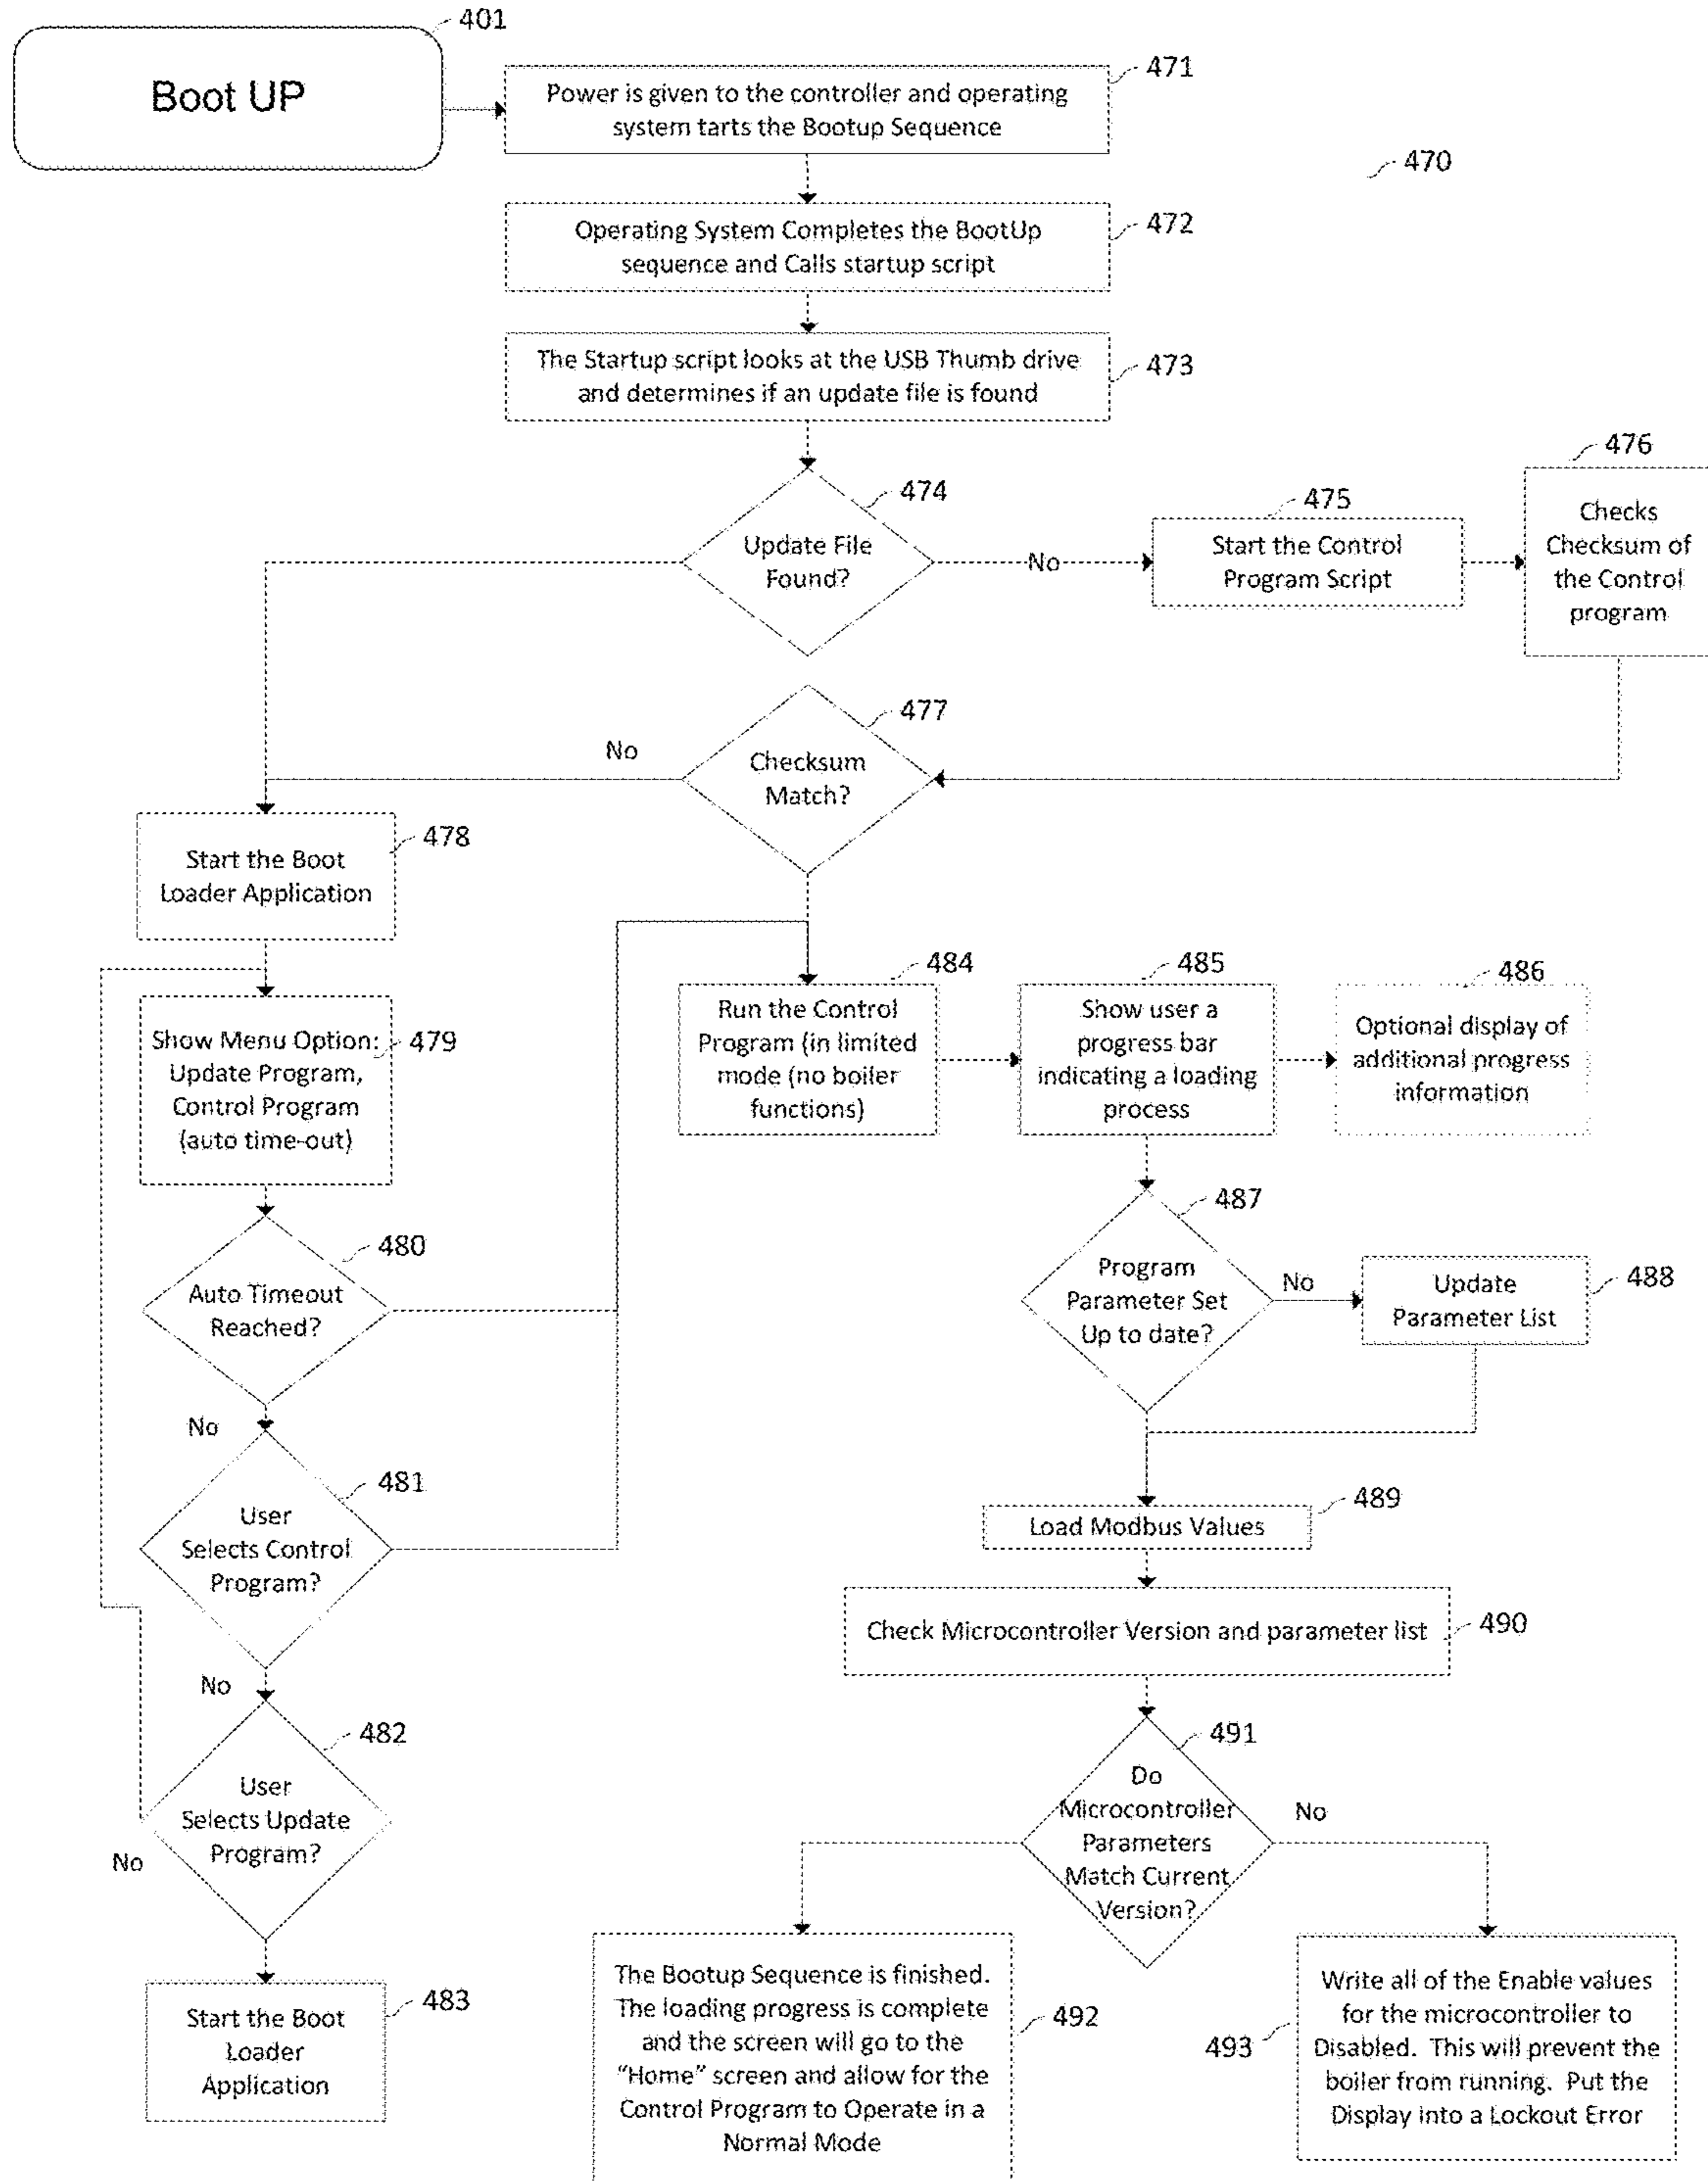 401
Boot UP
471
Power is given to the controller and operating
system tarts the Bootup Sequence
470
472
Operating System Completes the BootUp
sequence and Calls startup script
473
The Startup script looks at the USB Thumb drive
and determines if an update file is found
474
Update File
Found?
No
475
Start the Control
Program Script
476
Checks
Checksum of
the Control
program
477
Checksum
Match?
No
478
Start the Boot
Loader Application
479
Show Menu Option:
Update Program,
Control Program
(auto time-out)
480
Auto Timeout
Reached?
No
481
User
Selects Control
Program?
No
482
User
Selects Update
Program?
No
483
Start the Boot
Loader
Application
484
Run the Control
Program (in limited
mode (no boiler
functions)
485
Show user a
progress bar
indicating a loading
process
486
Optional display of
additional progress
information
487
Program
Parameter Set
Up to date?
No
488
Update
Parameter List
489
Load Modbus Values
490
Check Microcontroller Version and parameter list
491
Do
Microcontroller
Parameters
Match Current
Version?
No
492
The Bootup Sequence is finished.
The loading progress is complete
and the screen will go to the
“Home” screen and allow for the
Control Program to Operate in a
Normal Mode
493
Write all of the Enable values
for the microcontroller to
Disabled. This will prevent the
boiler from running. Put the
Display into a Lockout Error